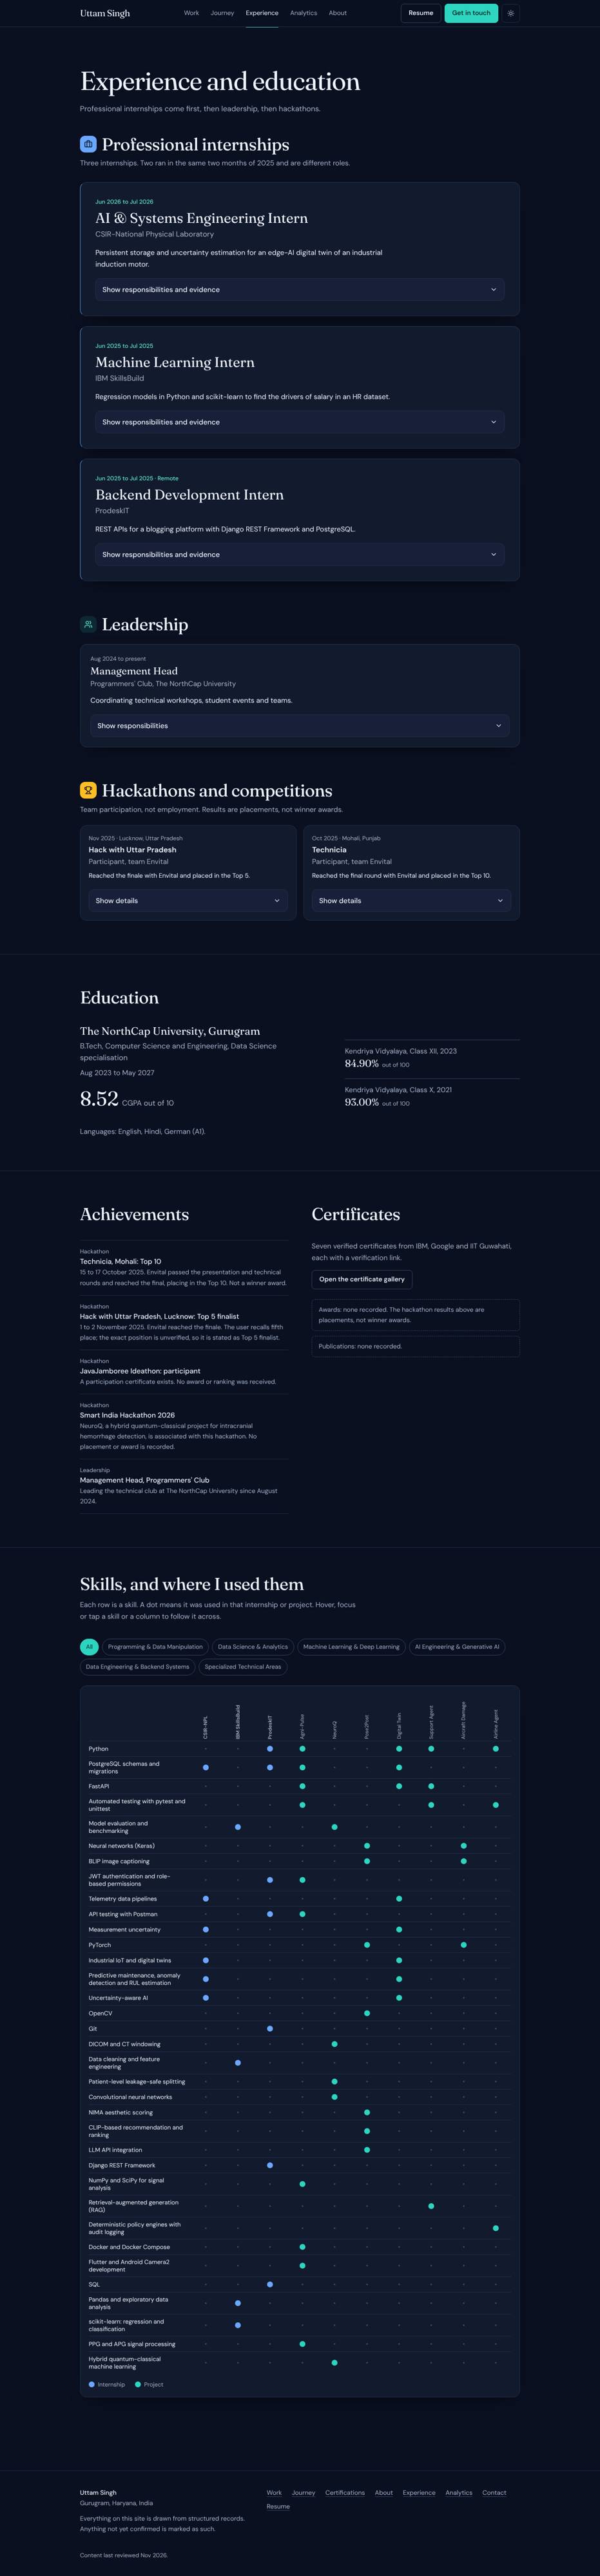 Uttam Singh
Work
Journey
Experience
Analytics
About
Resume
Get in touch
Experience and education
Professional internships come first, then leadership, then hackathons.
Professional internships
Three internships. Two ran in the same two months of 2025 and are different roles.
Jun 2026 to Jul 2026
AI & Systems Engineering Intern
CSIR-National Physical Laboratory
Persistent storage and uncertainty estimation for an edge-AI digital twin of an industrial
induction motor.
Show responsibilities and evidence
Jun 2025 to Jul 2025
Machine Learning Intern
IBM SkillsBuild
Regression models in Python and scikit-learn to find the drivers of salary in an HR dataset.
Show responsibilities and evidence
Jun 2025 to Jul 2025 · Remote
Backend Development Intern
ProdeskIT
REST APIs for a blogging platform with Django REST Framework and PostgreSQL.
Show responsibilities and evidence
Leadership
Aug 2024 to present
Management Head
Programmers' Club, The NorthCap University
Coordinating technical workshops, student events and teams.
Show responsibilities
Hackathons and competitions
Team participation, not employment. Results are placements, not winner awards.
Nov 2025 · Lucknow, Uttar Pradesh
Hack with Uttar Pradesh
Participant, team Envital
Reached the finale with Envital and placed in the Top 5.
Show details
Oct 2025 · Mohali, Punjab
Technicia
Participant, team Envital
Reached the final round with Envital and placed in the Top 10.
Show details
Education
The NorthCap University, Gurugram
B.Tech, Computer Science and Engineering, Data Science
specialisation
Aug 2023 to May 2027
8.52 CGPA out of 10
Languages: English, Hindi, German (A1).
Kendriya Vidyalaya, Class XII, 2023
84.90% out of 100
Kendriya Vidyalaya, Class X, 2021
93.00% out of 100
Achievements
Hackathon
Technicia, Mohali: Top 10
15 to 17 October 2025. Envital passed the presentation and technical
rounds and reached the final, placing in the Top 10. Not a winner award.
Hackathon
Hack with Uttar Pradesh, Lucknow: Top 5 finalist
1 to 2 November 2025. Envital reached the finale. The user recalls fifth
place; the exact position is unverified, so it is stated as Top 5 finalist.
Hackathon
JavaJamboree Ideathon: participant
A participation certificate exists. No award or ranking was received.
Hackathon
Smart India Hackathon 2026
NeuroQ, a hybrid quantum-classical project for intracranial
hemorrhage detection, is associated with this hackathon. No
placement or award is recorded.
Leadership
Management Head, Programmers' Club
Leading the technical club at The NorthCap University since August
2024.
Certificates
Seven verified certificates from IBM, Google and IIT Guwahati,
each with a verification link.
Open the certificate gallery
Awards: none recorded. The hackathon results above are
placements, not winner awards.
Publications: none recorded.
Skills, and where I used them
Each row is a skill. A dot means it was used in that internship or project. Hover, focus
or tap a skill or a column to follow it across.
All
Programming & Data Manipulation
Data Science & Analytics
Machine Learning & Deep Learning
AI Engineering & Generative AI
Data Engineering & Backend Systems
Specialized Technical Areas
CSIR-NPL
IBM SkillsBuild
ProdeskIT
Agni-Pulse
NeuroQ
Pixel2Post
Digital Twin
Support Agent
Aircraft Damage
Airline Agent
Python
PostgreSQL schemas and
migrations
FastAPI
Automated testing with pytest and
unittest
Model evaluation and
benchmarking
Neural networks (Keras)
BLIP image captioning
JWT authentication and role-
based permissions
Telemetry data pipelines
API testing with Postman
Measurement uncertainty
PyTorch
Industrial IoT and digital twins
Predictive maintenance, anomaly
detection and RUL estimation
Uncertainty-aware AI
OpenCV
Git
DICOM and CT windowing
Data cleaning and feature
engineering
Patient-level leakage-safe splitting
Convolutional neural networks
NIMA aesthetic scoring
CLIP-based recommendation and
ranking
LLM API integration
Django REST Framework
NumPy and SciPy for signal
analysis
Retrieval-augmented generation
(RAG)
Deterministic policy engines with
audit logging
Docker and Docker Compose
Flutter and Android Camera2
development
SQL
Pandas and exploratory data
analysis
scikit-learn: regression and
classification
PPG and APG signal processing
Hybrid quantum-classical
machine learning
Internship
Project
Uttam Singh
Gurugram, Haryana, India
Everything on this site is drawn from structured records.
Anything not yet confirmed is marked as such.
Content last reviewed Nov 2026.
Work
Journey
Certifications
About
Experience
Analytics
Contact
Resume